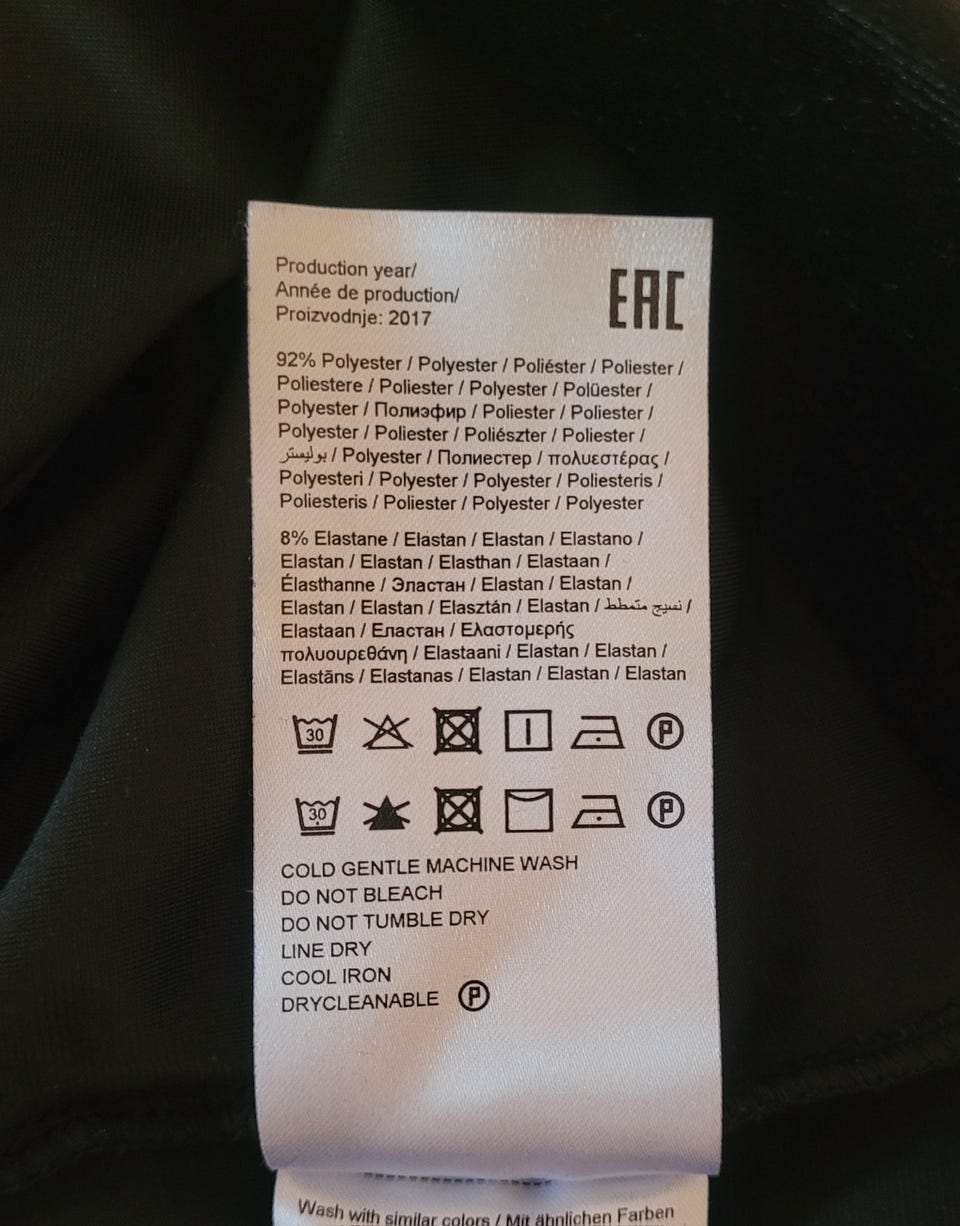 Production year/
Année de production/
Proizvodnje: 2017
EAC
92% Polyester / Polyester / Poliéster / Poliester /
Poliestere / Poliester / Polyester / Polüester /
Polyester / Полиэфир / Poliester / Poliester /
Polyester / Poliester / Poliészter / Poliester /
بوليستر / Polyester / Полиестер / πολυεστέρας /
Polyesteri / Polyester / Polyester / Poliesteris /
Poliesteris / Poliester / Polyester / Polyester
8% Elastane / Elastan / Elastan / Elastano /
Elastan / Elastan / Elasthan / Elastaan /
Élasthanne / Эластан / Elastan / Elastan /
Elastan / Elastan / Elasztán / Elastan / نسيج متمطط /
Elastaan / Еластан / Ελαστομερής
πολυουρεθάνη / Elastaani / Elastan / Elastan /
Elastāns / Elastanas / Elastan / Elastan / Elastan
30 P
30 P
COLD GENTLE MACHINE WASH
DO NOT BLEACH
DO NOT TUMBLE DRY
LINE DRY
COOL IRON
DRYCLEANABLE P
Wash with similar colors / Mit ähnlichen Farben